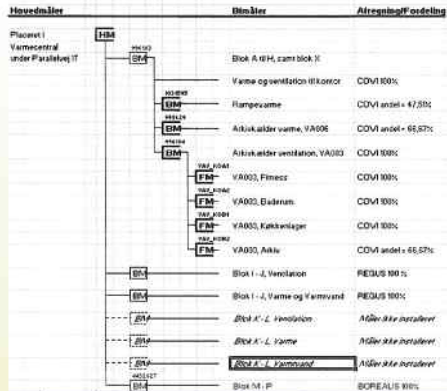 Hovedmåler Bimåler Afregning/Fordeling
Placeret i HM
Varmecentral
under Parallelvej 17
BM Blok A til H, samt blok X
Varme og ventilation til kontor COWI 100%
BM Rampevarme COWI andel = 47,51%
BM Arkivkælder varme, VA006 COWI andel = 66,67%
BM Arkivkælder ventilation, VA003 COWI 100%
FM VA003, Fitness COWI 100%
FM VA003, Baderum COWI 100%
FM VA003, Køkkenlager COWI 100%
FM VA003, Arkiv COWI andel = 66,67%
BM Blok I - J, Ventilation REGUS 100%
BM Blok I - J, Varme og Varmvand REGUS 100%
BM Blok K - L, Ventilation Måler ikke installeret
BM Blok K - L, Varme Måler ikke installeret
BM Blok K - L, Varmvand Måler ikke installeret
BM Blok M - P BOREALIS 100%